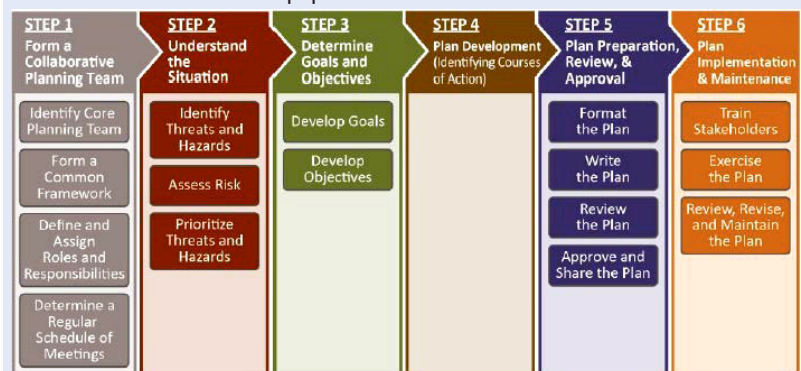 STEP 1
Form a
Collaborative
Planning Team
Identify Core
Planning Team
Form a
Common
Framework
Define and
Assign
Roles and
Responsibilities
Determine a
Regular
Schedule of
Meetings
STEP 2
Understand
the
Situation
Identify
Threats and
Hazards
Assess Risk
Prioritize
Threats and
Hazards
STEP 3
Determine
Goals and
Objectives
Develop Goals
Develop
Objectives
STEP 4
Plan Development
(Identifying Courses
of Action)
STEP 5
Plan Preparation,
Review, &
Approval
Format
the Plan
Write
the Plan
Review
the Plan
Approve and
Share the Plan
STEP 6
Plan
Implementation
& Maintenance
Train
Stakeholders
Exercise
the Plan
Review, Revise,
and Maintain
the Plan